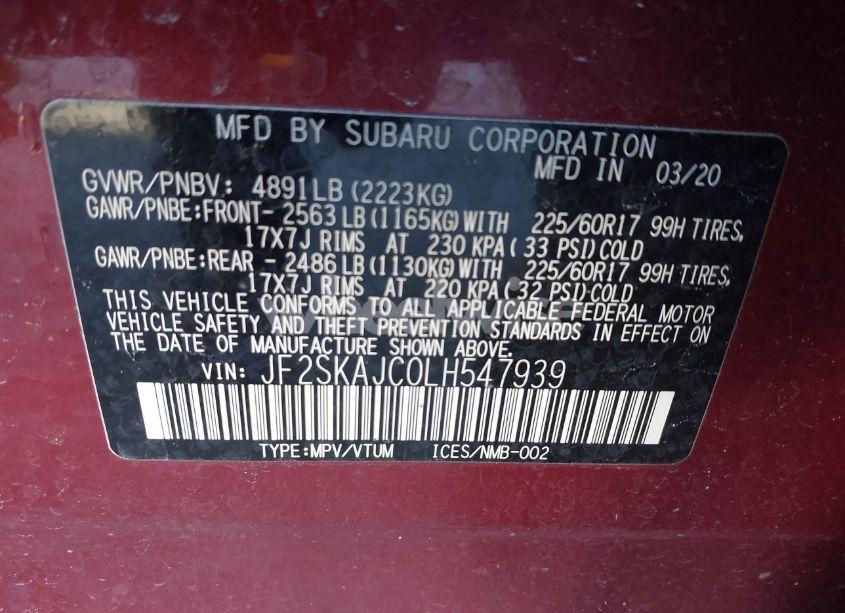 MFD BY SUBARU CORPORATION
MFD IN 03/20
GVWR/PNBV: 4891LB (2223KG)
GAWR/PNBE:FRONT- 2563 LB (1165KG) WITH 225/60R17 99H TIRES,
17X7J RIMS AT 230 KPA ( 33 PSI) COLD
GAWR/PNBE:REAR - 2486 LB (1130KG) WITH 225/60R17 99H TIRES,
17X7J RIMS AT 220 KPA (32 PSI) COLD
THIS VEHICLE CONFORMS TO ALL APPLICABLE FEDERAL MOTOR
VEHICLE SAFETY AND THEFT PREVENTION STANDARDS IN EFFECT ON
THE DATE OF MANUFACTURE SHOWN ABOVE.
VIN: JF2SKAJC0LH547939
TYPE:MPV/VTUM ICES/NMB-002